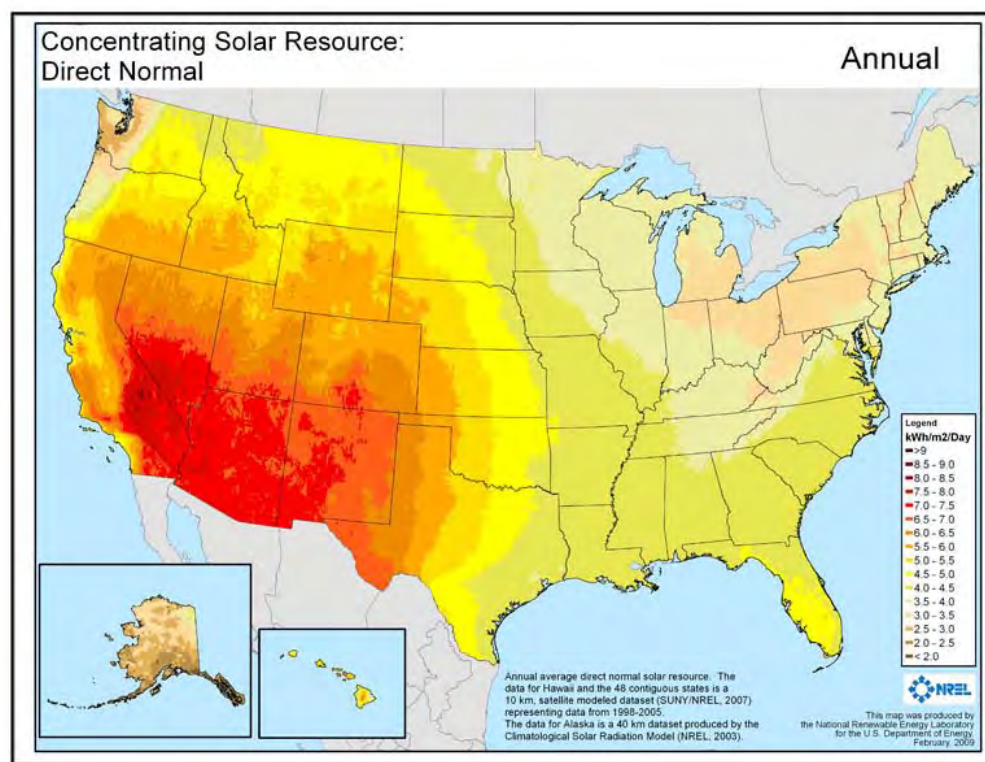 Concentrating Solar Resource:
Direct Normal
Annual
Legend
kWh/m2/Day
>9
8.5 - 9.0
8.0 - 8.5
7.5 - 8.0
7.0 - 7.5
6.5 - 7.0
6.0 - 6.5
5.5 - 6.0
5.0 - 5.5
4.5 - 5.0
4.0 - 4.5
3.5 - 4.0
3.0 - 3.5
2.5 - 3.0
2.0 - 2.5
< 2.0
Annual average direct normal solar resource. The
data for Hawaii and the 48 contiguous states is a
10 km, satellite modeled dataset (SUNY/NREL, 2007)
representing data from 1998-2005.
The data for Alaska is a 40 km dataset produced by the
Climatological Solar Radiation Model (NREL, 2003).
NREL
This map was produced by
the National Renewable Energy Laboratory
for the U.S. Department of Energy.
February, 2009